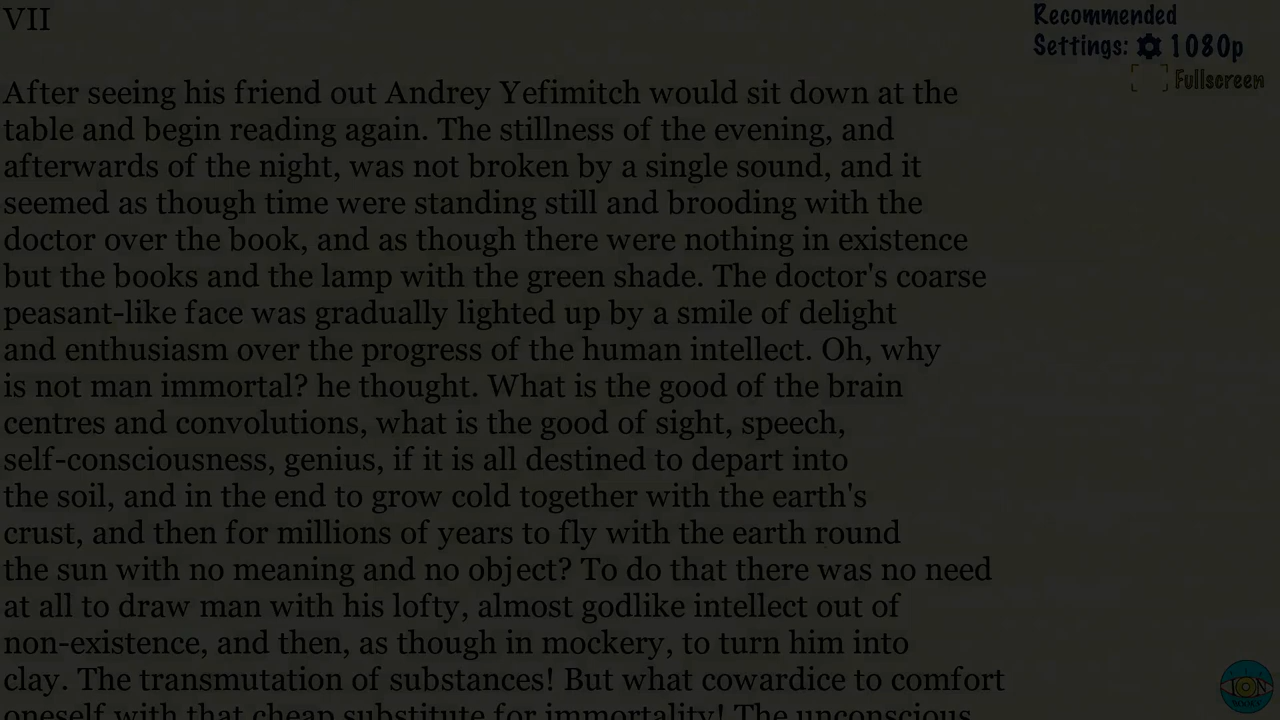 VII
Recommended
Settings: 1080p
Fullscreen
After seeing his friend out Andrey Yefimitch would sit down at the
table and begin reading again. The stillness of the evening, and
afterwards of the night, was not broken by a single sound, and it
seemed as though time were standing still and brooding with the
doctor over the book, and as though there were nothing in existence
but the books and the lamp with the green shade. The doctor's coarse
peasant-like face was gradually lighted up by a smile of delight
and enthusiasm over the progress of the human intellect. Oh, why
is not man immortal? he thought. What is the good of the brain
centres and convolutions, what is the good of sight, speech,
self-consciousness, genius, if it is all destined to depart into
the soil, and in the end to grow cold together with the earth's
crust, and then for millions of years to fly with the earth round
the sun with no meaning and no object? To do that there was no need
at all to draw man with his lofty, almost godlike intellect out of
non-existence, and then, as though in mockery, to turn him into
clay. The transmutation of substances! But what cowardice to comfort
oneself with that cheap substitute for immortality! The unconscious